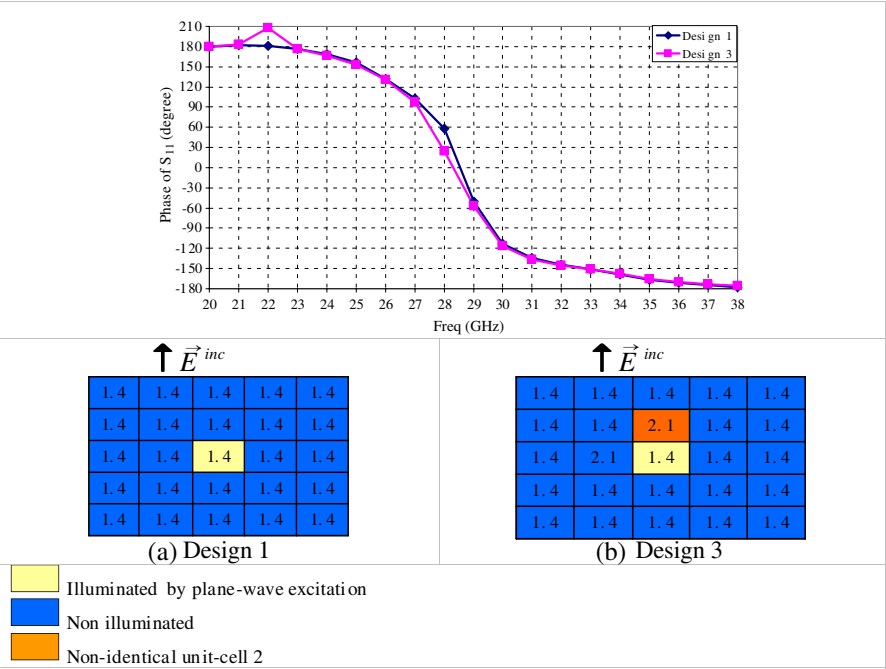 210
180
150
120
90
60
30
0
-30
-60
-90
-120
-150
-180
Phase of S11 (degree)
Desi gn 1
Desi gn 3
20 21 22 23 24 25 26 27 28 29 30 31 32 33 34 35 36 37 38
Freq (GHz)
E inc
1. 4 1. 4 1. 4 1. 4 1. 4
1. 4 1. 4 1. 4 1. 4 1. 4
1. 4 1. 4 1. 4 1. 4 1. 4
1. 4 1. 4 1. 4 1. 4 1. 4
1. 4 1. 4 1. 4 1. 4 1. 4
(a) Design 1
E inc
1. 4 1. 4 1. 4 1. 4 1. 4
1. 4 1. 4 2. 1 1. 4 1. 4
1. 4 2. 1 1. 4 1. 4 1. 4
1. 4 1. 4 1. 4 1. 4 1. 4
1. 4 1. 4 1. 4 1. 4 1. 4
(b) Design 3
Illuminated by plane-wave excitation
Non illuminated
Non-identical unit-cell 2